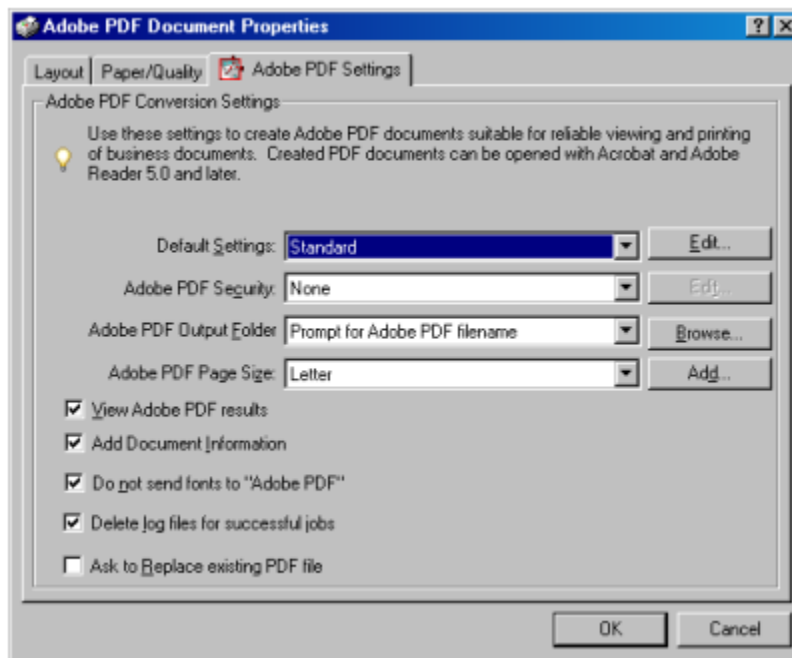 Adobe PDF Document Properties
Layout Paper/Quality Adobe PDF Settings
Adobe PDF Conversion Settings
Use these settings to create Adobe PDF documents suitable for reliable viewing and printing
of business documents. Created PDF documents can be opened with Acrobat and Adobe
Reader 5.0 and later.
Default Settings: Standard Edit...
Adobe PDF Security: None Edit...
Adobe PDF Output Folder Prompt for Adobe PDF filename Browse...
Adobe PDF Page Size: Letter Add...
View Adobe PDF results
Add Document Information
Do not send fonts to "Adobe PDF"
Delete log files for successful jobs
Ask to Replace existing PDF file
OK Cancel